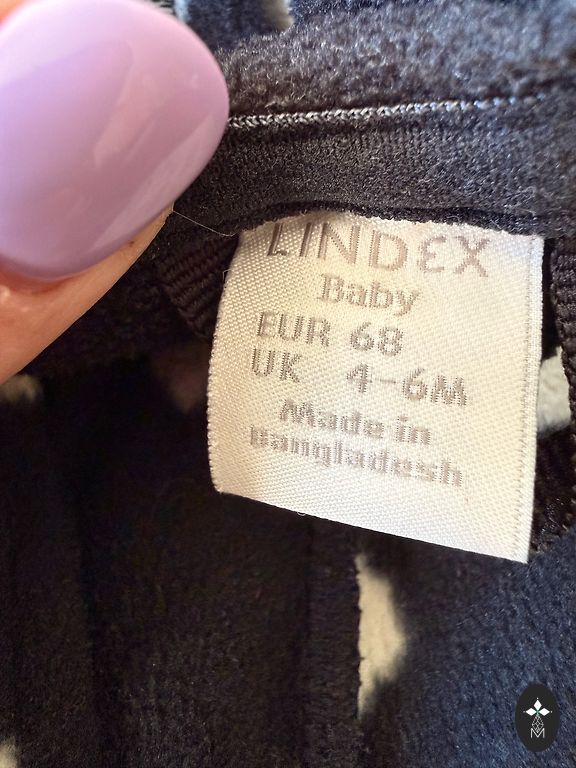 LINDEX
Baby
EUR 68
UK 4-6M
Made in
Bangladesh
M